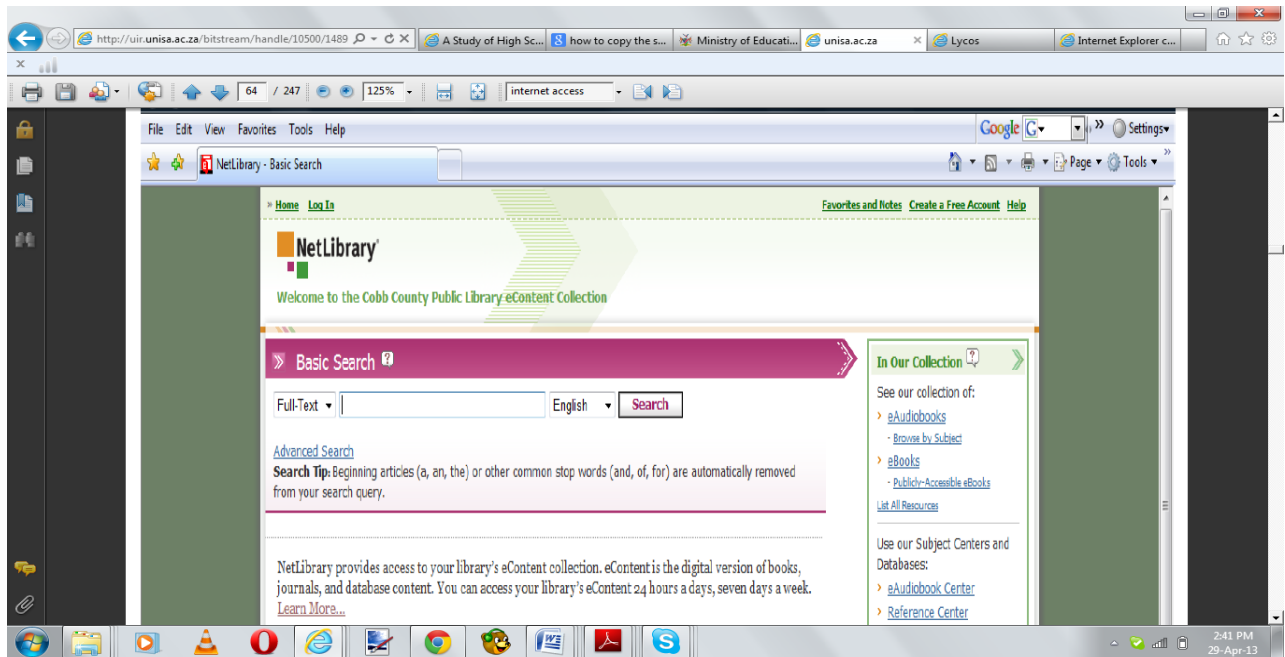 http://uir.unisa.ac.za/bitstream/handle/10500/1489 A Study of High Sc... how to copy the s... Ministry of Educati... unisa.ac.za Lycos Internet Explorer c...
64 / 247 125% internet access
File Edit View Favorites Tools Help Google G Settings
NetLibrary - Basic Search Page Tools
» Home Log In Favorites and Notes Create a Free Account Help
NetLibrary
Welcome to the Cobb County Public Library eContent Collection
» Basic Search ?
Full-Text English Search
Advanced Search
Search Tip: Beginning articles (a, an, the) or other common stop words (and, of, for) are automatically removed
from your search query.
NetLibrary provides access to your library's eContent collection. eContent is the digital version of books,
journals, and database content. You can access your library's eContent 24 hours a days, seven days a week.
Learn More...
In Our Collection ?
See our collection of:
› eAudiobooks
- Browse by Subject
› eBooks
- Publicly-Accessible eBooks
List All Resources
Use our Subject Centers and
Databases:
› eAudiobook Center
› Reference Center
2:41 PM
29-Apr-13